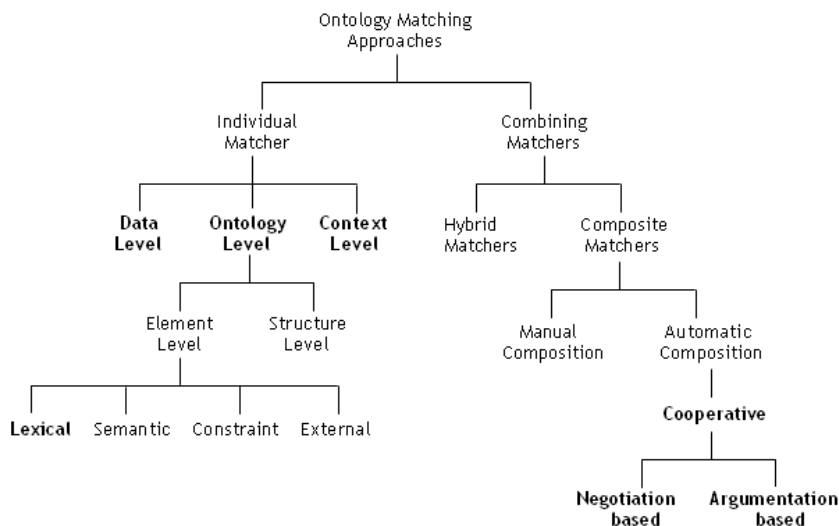 Ontology Matching
Approaches
Individual
Matcher
Combining
Matchers
Data
Level
Ontology
Level
Context
Level
Hybrid
Matchers
Composite
Matchers
Element
Level
Structure
Level
Manual
Composition
Automatic
Composition
Lexical
Semantic
Constraint
External
Cooperative
Negotiation
based
Argumentation
based